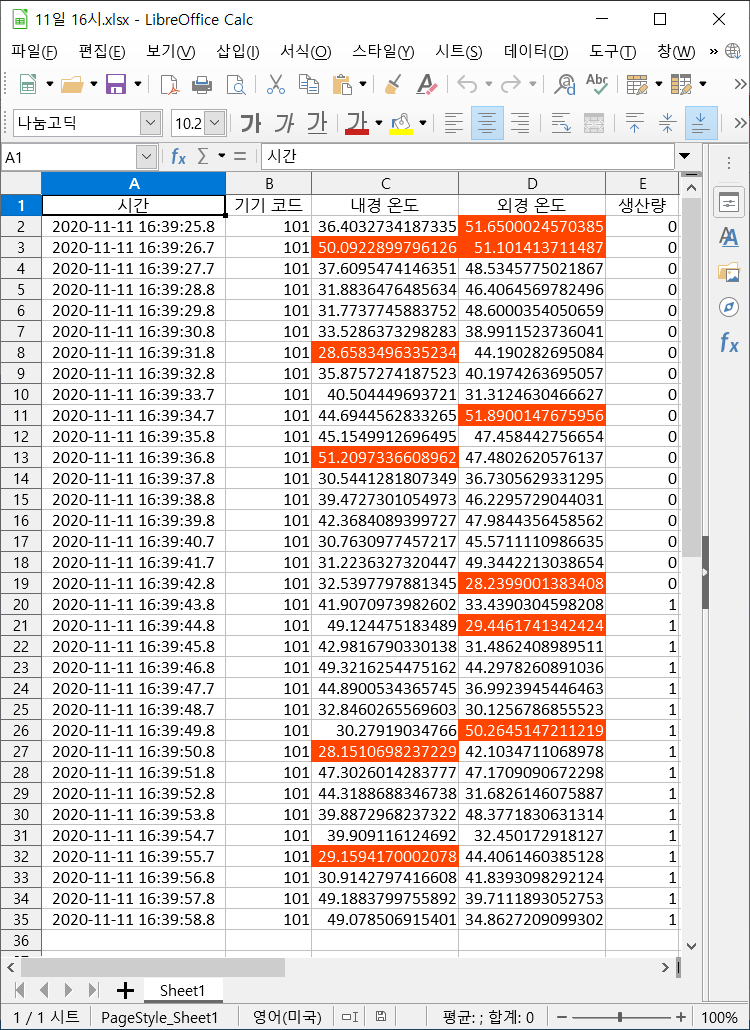 11일 16시.xlsx - LibreOffice Calc
파일(F) 편집(E) 보기(V) 삽입(I) 서식(O) 스타일(Y) 시트(S) 데이터(D) 도구(T) 창(W) »
나눔고딕 10.2 가 가 가 가
A1 fx Σ = 시간
A B C D E
1 시간 기기 코드 내경 온도 외경 온도 생산량
2 2020-11-11 16:39:25.8 101 36.4032734187335 51.6500024570385 0
3 2020-11-11 16:39:26.7 101 50.0922899796126 51.101413711487 0
4 2020-11-11 16:39:27.7 101 37.6095474146351 48.5345775021867 0
5 2020-11-11 16:39:28.8 101 31.8836476485634 46.4064569782496 0
6 2020-11-11 16:39:29.8 101 31.7737745883752 48.6000354050659 0
7 2020-11-11 16:39:30.8 101 33.5286373298283 38.9911523736041 0
8 2020-11-11 16:39:31.8 101 28.6583496335234 44.190282695084 0
9 2020-11-11 16:39:32.8 101 35.8757274187523 40.1974263695057 0
10 2020-11-11 16:39:33.7 101 40.504449693721 31.3124630466627 0
11 2020-11-11 16:39:34.7 101 44.6944562833265 51.8900147675956 0
12 2020-11-11 16:39:35.8 101 45.1549912696495 47.458442756654 0
13 2020-11-11 16:39:36.8 101 51.2097336608962 47.4802620576137 0
14 2020-11-11 16:39:37.8 101 30.5441281807349 36.7305629331295 0
15 2020-11-11 16:39:38.8 101 39.4727301054973 46.2295729044031 0
16 2020-11-11 16:39:39.8 101 42.3684089399727 47.9844356458562 0
17 2020-11-11 16:39:40.7 101 30.7630977457217 45.5711110986635 0
18 2020-11-11 16:39:41.7 101 31.2236327320447 49.3442213038654 0
19 2020-11-11 16:39:42.8 101 32.5397797881345 28.2399001383408 0
20 2020-11-11 16:39:43.8 101 41.9070973982602 33.4390304598208 1
21 2020-11-11 16:39:44.8 101 49.124475183489 29.4461741342424 1
22 2020-11-11 16:39:45.8 101 42.9816790330138 31.4862408989511 1
23 2020-11-11 16:39:46.8 101 49.3216254475162 44.2978260891036 1
24 2020-11-11 16:39:47.7 101 44.8900534365745 36.9923945446463 1
25 2020-11-11 16:39:48.7 101 32.8460265569603 30.1256786855523 1
26 2020-11-11 16:39:49.8 101 30.27919034766 50.2645147211219 1
27 2020-11-11 16:39:50.8 101 28.1510698237229 42.1034711068978 1
28 2020-11-11 16:39:51.8 101 47.3026014283777 47.1709090672298 1
29 2020-11-11 16:39:52.8 101 44.3188688346738 31.6826146075887 1
30 2020-11-11 16:39:53.8 101 39.8872968237322 48.3771830631314 1
31 2020-11-11 16:39:54.7 101 39.909116124692 32.450172918127 1
32 2020-11-11 16:39:55.7 101 29.1594170002078 44.4061460385128 1
33 2020-11-11 16:39:56.8 101 30.9142797416608 41.8393098292124 1
34 2020-11-11 16:39:57.8 101 49.1883799755892 39.7111893052753 1
35 2020-11-11 16:39:58.8 101 49.078506915401 34.8627209099302 1
36
Sheet1
1 / 1 시트 PageStyle_Sheet1 영어(미국) 평균: ; 합계: 0 100%